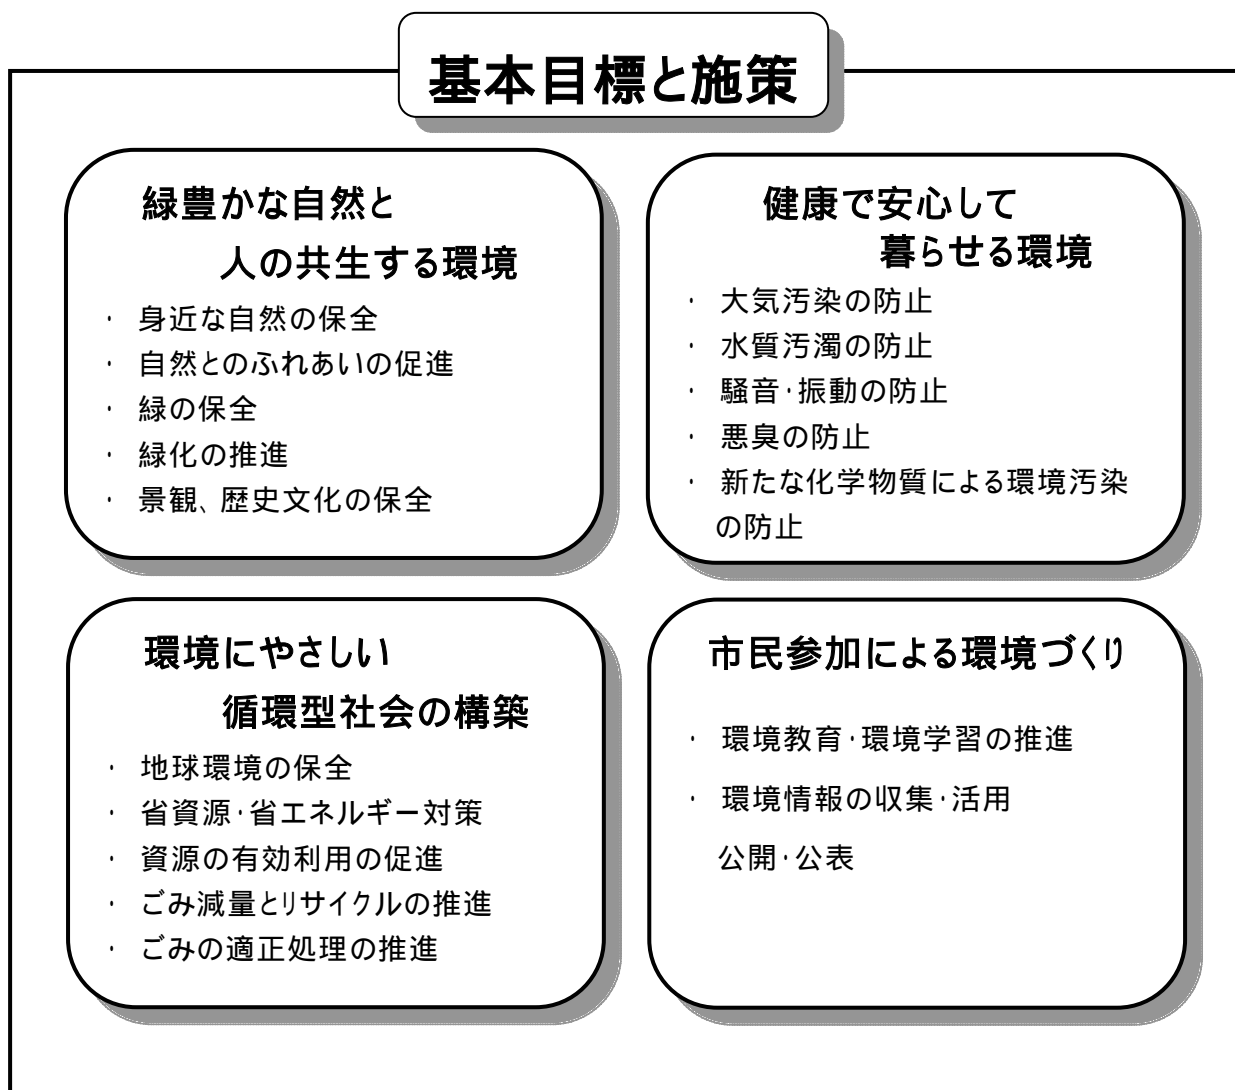 基本目標と施策
緑豊かな自然と
人の共生する環境
・ 身近な自然の保全
・ 自然とのふれあいの促進
・ 緑の保全
・ 緑化の推進
・ 景観、歴史文化の保全
健康で安心して
暮らせる環境
・ 大気汚染の防止
・ 水質汚濁の防止
・ 騒音・振動の防止
・ 悪臭の防止
・ 新たな化学物質による環境汚染
の防止
環境にやさしい
循環型社会の構築
・ 地球環境の保全
・ 省資源・省エネルギー対策
・ 資源の有効利用の促進
・ ごみ減量とリサイクルの推進
・ ごみの適正処理の推進
市民参加による環境づくり
・ 環境教育・環境学習の推進
・ 環境情報の収集・活用
公開・公表